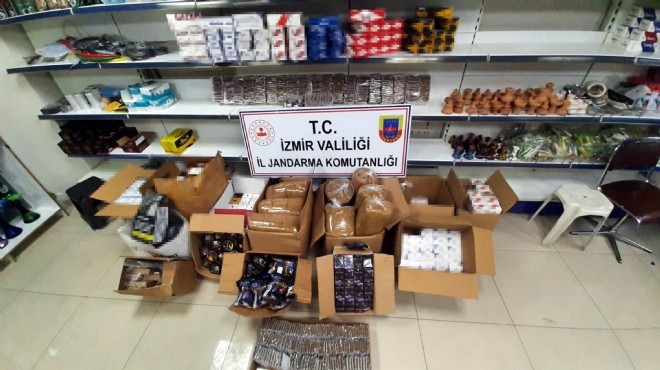 T.C.
İZMİR VALİLİĞİ
İL JANDARMA KOMUTANLIĞI